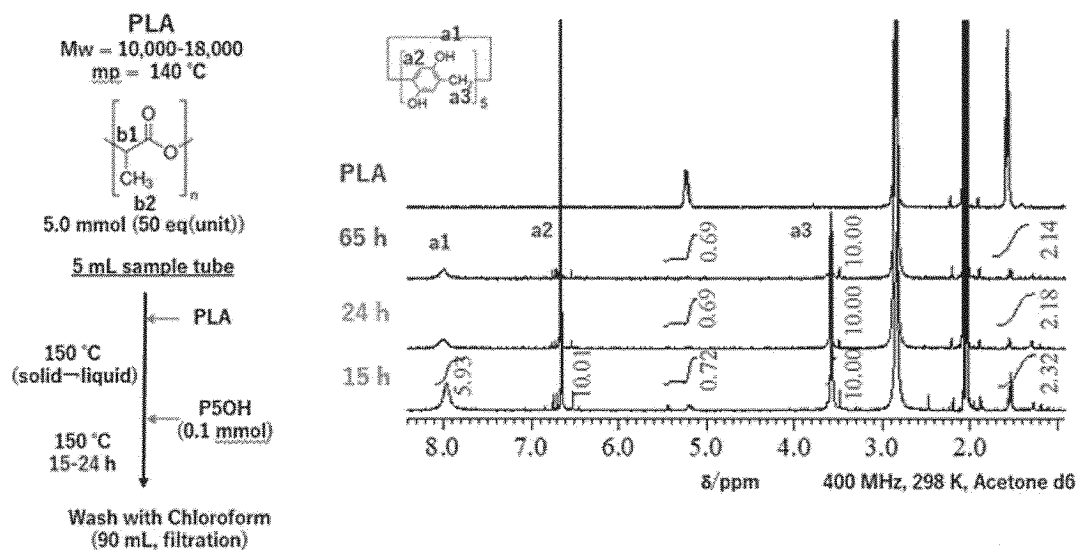 PLA
Mw = 10,000-18,000
mp = 140 °C
O
b1
O
CH3
n
b2
5.0 mmol (50 eq(unit))
5 mL sample tube
PLA
150 °C
(solid—liquid)
P5OH
(0.1 mmol)
150 °C
15-24 h
Wash with Chloroform
(90 mL, filtration)
a1
a2
OH
CH2
OH
a3
5
PLA
65 h
a1
a2
0.69
a3
10.00
2.14
24 h
0.69
10.00
2.18
15 h
5.93
10.01
0.72
10.00
2.32
8.0 7.0 6.0 5.0 4.0 3.0 2.0
δ/ppm
400 MHz, 298 K, Acetone d6